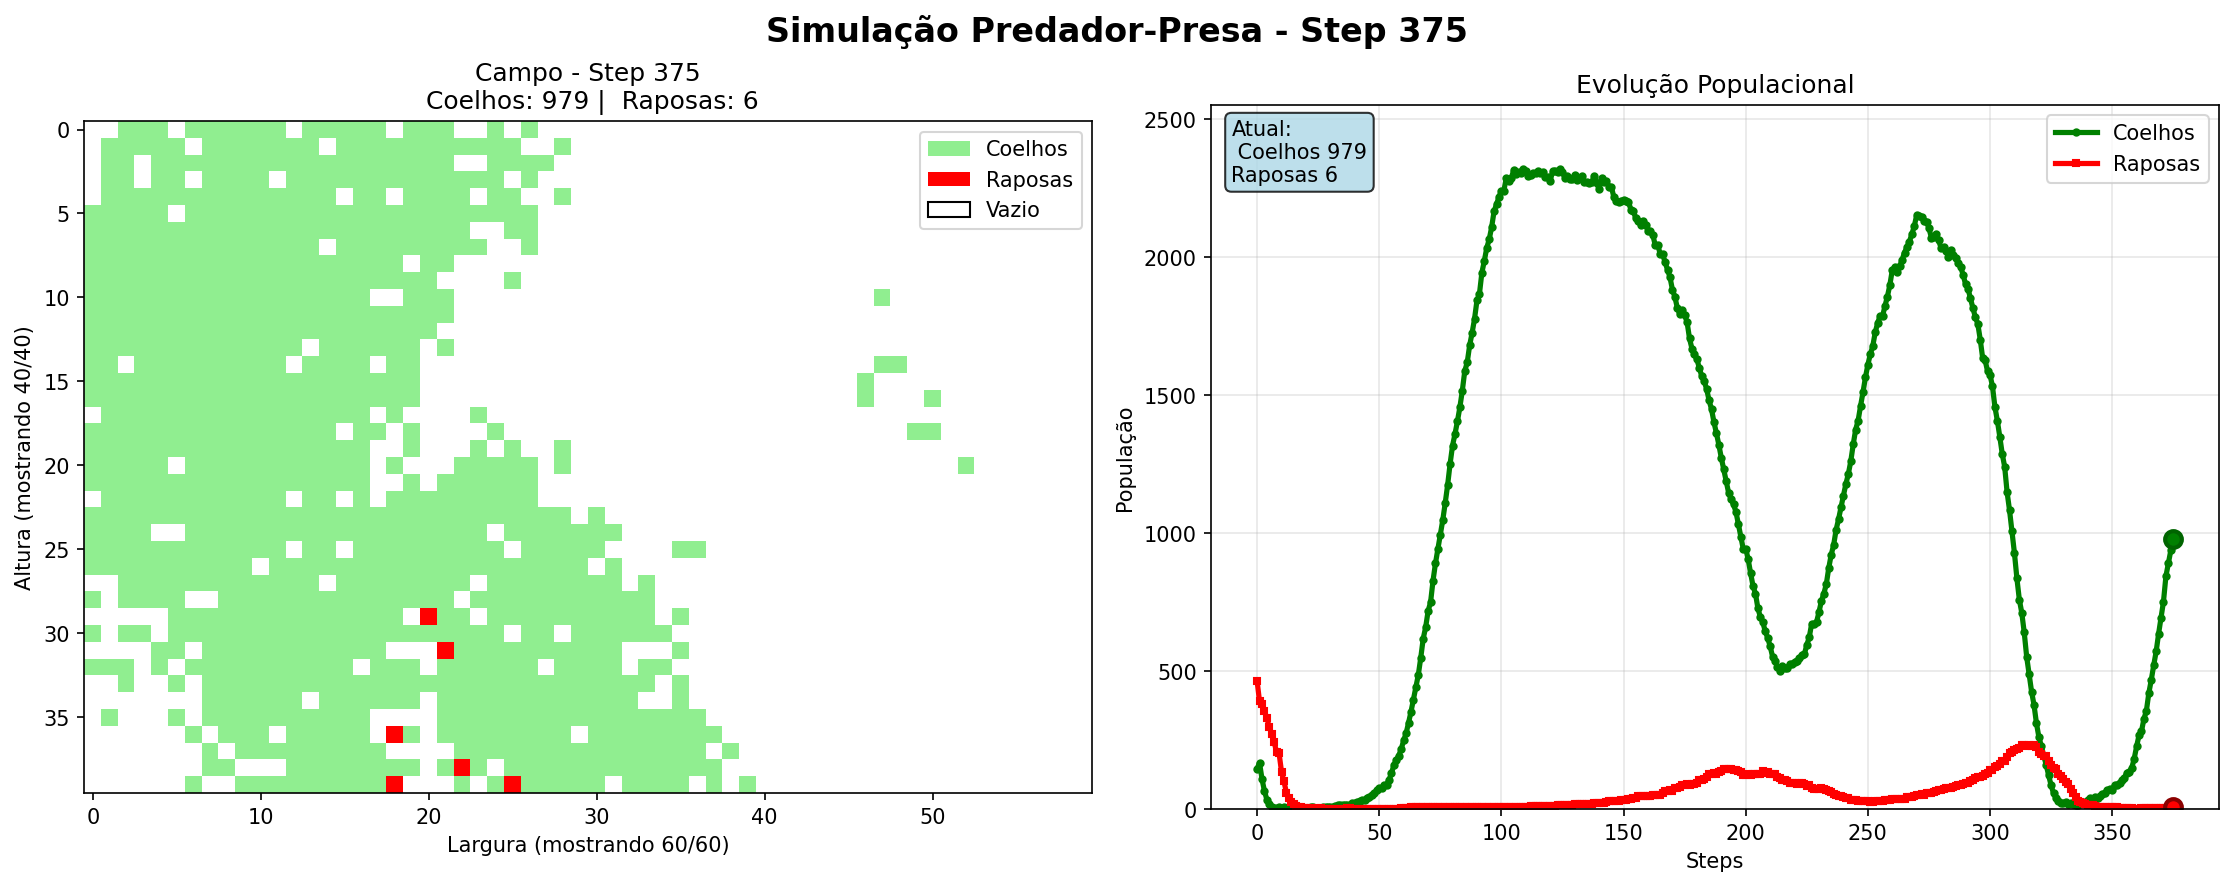 Simulação Predador-Presa - Step 375
Campo - Step 375
Coelhos: 979 |  Raposas: 6
Coelhos
Raposas
Vazio
0
5
10
15
20
25
30
35
Altura (mostrando 40/40)
0
10
20
30
40
50
Largura (mostrando 60/60)
Evolução Populacional
Atual:
Coelhos 979
Raposas 6
Coelhos
Raposas
2500
2000
1500
1000
500
0
População
0
50
100
150
200
250
300
350
Steps